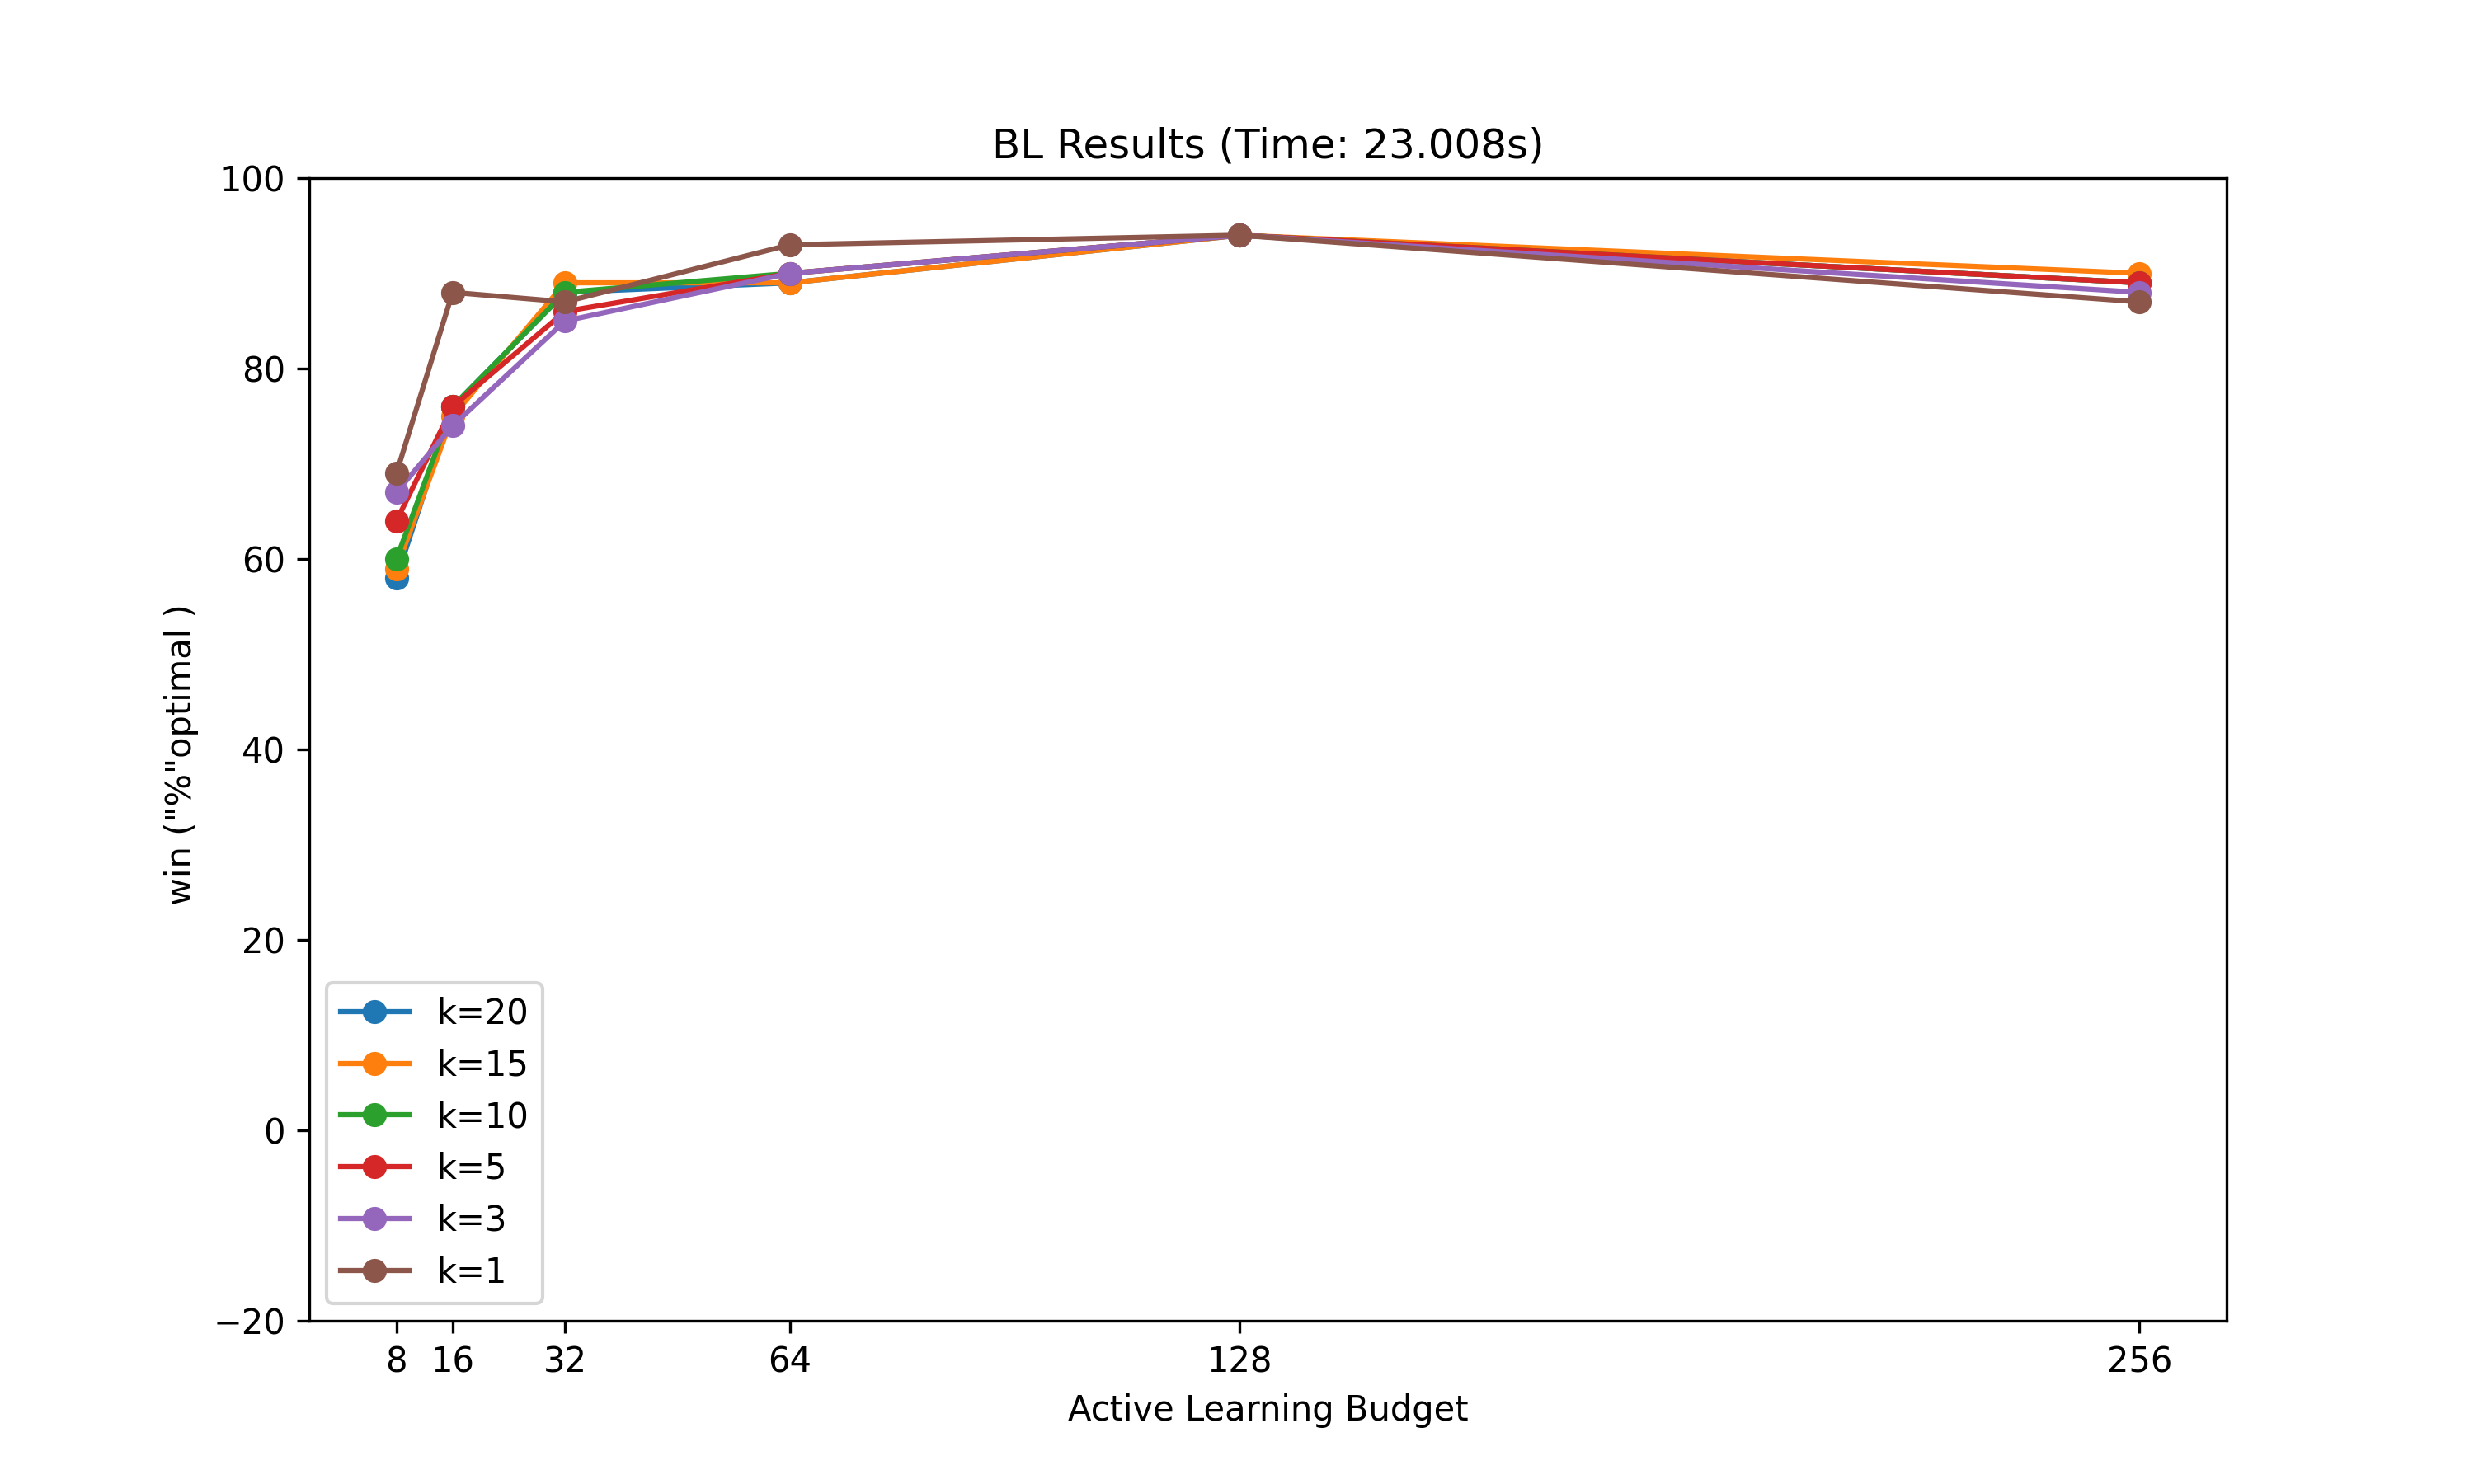 BL Results (Time: 23.008s)
100
80
60
40
20
0
−20
win ("%"optimal )
k=20
k=15
k=10
k=5
k=3
k=1
8 16 32 64 128 256
Active Learning Budget